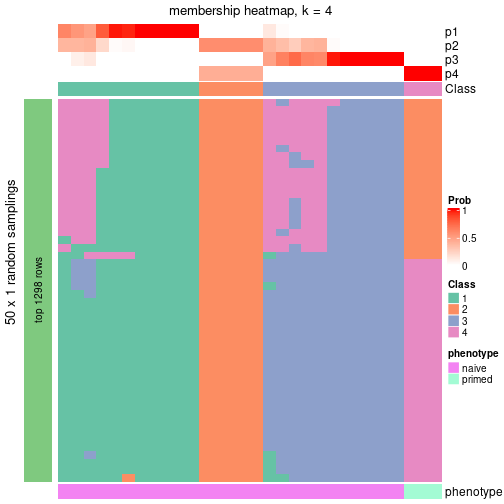 membership heatmap, k = 4
p1
p2
p3
p4
Class
50 x 1 random samplings
top 1298 rows
Prob
1
0.5
0
Class
1
2
3
4
phenotype
naive
primed
phenotype